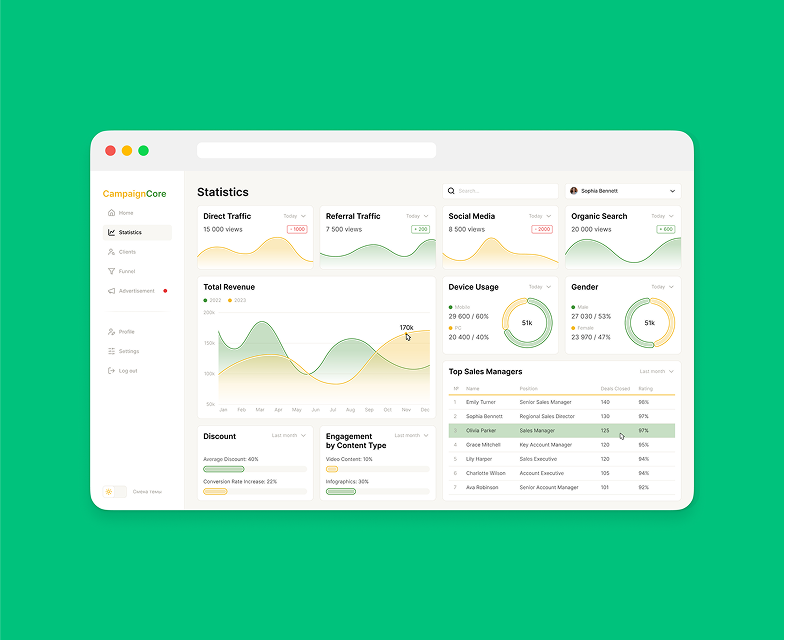 CampaignCore
Home
Statistics
Clients
Funnel
Advertisement
Profile
Settings
Log out
Statistics
Search...
Sophia Bennett
Direct Traffic
Today
15 000 views
- 1000
Referral Traffic
Today
7 500 views
+ 200
Social Media
Today
8 500 views
- 2000
Organic Search
Today
20 000 views
+ 600
Total Revenue
2022 2023
200k
150k
100k
50k
170k
Jan Feb Mar Apr May Jun Jul Aug Sep Oct Nov Dec
Device Usage
Today
Mobile
29 600 / 60%
PC
20 400 / 40%
51k
Gender
Today
Male
27 030 / 53%
Female
23 970 / 47%
51k
Discount
Last month
Average Discount: 40%
Conversion Rate Increase: 22%
Engagement
by Content Type
Last month
Video Content: 10%
Infographics: 30%
Top Sales Managers
Last month
Nº Name Position Deals Closed Rating
1 Emily Turner Senior Sales Manager 140 98%
2 Sophia Bennett Regional Sales Director 130 97%
3 Olivia Parker Sales Manager 125 97%
4 Grace Mitchell Key Account Manager 120 95%
5 Lily Harper Sales Executive 120 94%
6 Charlotte Wilson Account Executive 105 94%
7 Ava Robinson Senior Account Manager 101 92%